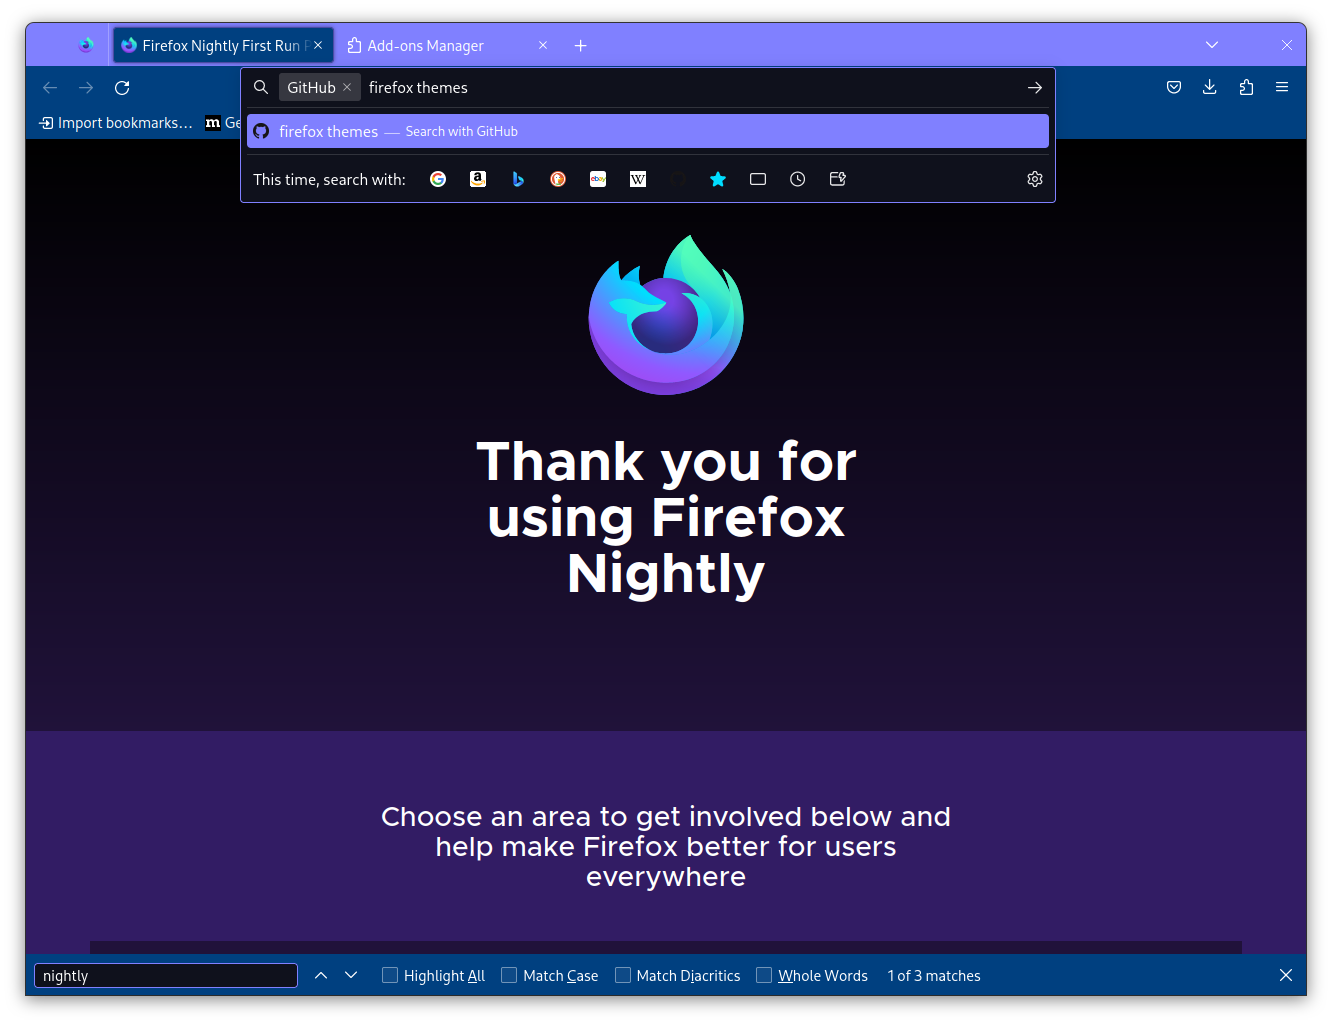 Firefox Nightly First Run
Add-ons Manager
GitHub
firefox themes
Import bookmarks...
m
firefox themes — Search with GitHub
This time, search with:
G
a
ebay
W
Thank you for
using Firefox
Nightly
Choose an area to get involved below and
help make Firefox better for users
everywhere
nightly
Highlight All
Match Case
Match Diacritics
Whole Words
1 of 3 matches